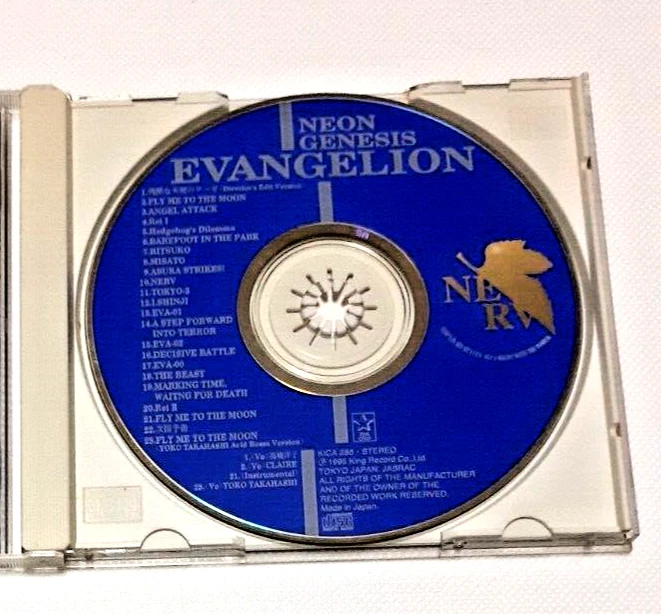 NEON
GENESIS
EVANGELION
1.残酷な天使のテーゼ (Director's Edit Version)
2.FLY ME TO THE MOON
3.ANGEL ATTACK
4.Rei I
5.Hedgehog's Dilemma
6.BAREFOOT IN THE PARK
7.RITSUKO
8.MISATO
9.ASUKA STRIKES!
10.NERV
11.TOKYO-3
12.I.SHINJI
13.EVA-01
14.A STEP FORWARD
INTO TERROR
15.EVA-02
16.DECISIVE BATTLE
17.EVA-00
18.THE BEAST
19.MARKING TIME,
WAITNG FOR DEATH
20.Rei II
21.FLY ME TO THE MOON
22.次回予告
23.FLY ME TO THE MOON
(YOKO TAKAHASHI Acid Bossa Version)
1. (Vo:高橋洋子)
2. (Vo:CLAIRE)
21. (Instrumental)
23. (Vo:YOKO TAKAHASHI)
NE
RV
KICA 286 · STEREO
Ⓟ 1995 King Record Co.,Ltd.
TOKYO JAPAN. JASRAC
ALL RIGHTS OF THE MANUFACTURER
AND OF THE OWNER OF THE
RECORDED WORK RESERVED.
Made in Japan.